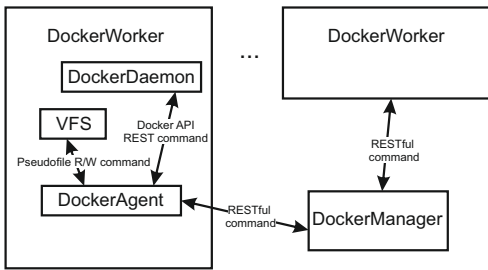 DockerWorker
...
DockerWorker
DockerDaemon
VFS
Docker API
REST command
Pseudofile R/W command
RESTful
command
DockerAgent
RESTful
command
DockerManager